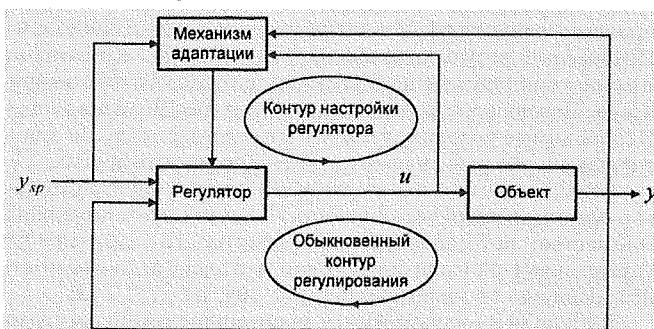 Механизм
адаптации
Контур настройки
регулятора
y_sp
Регулятор
u
Объект
y
Обыкновенный
контур
регулирования